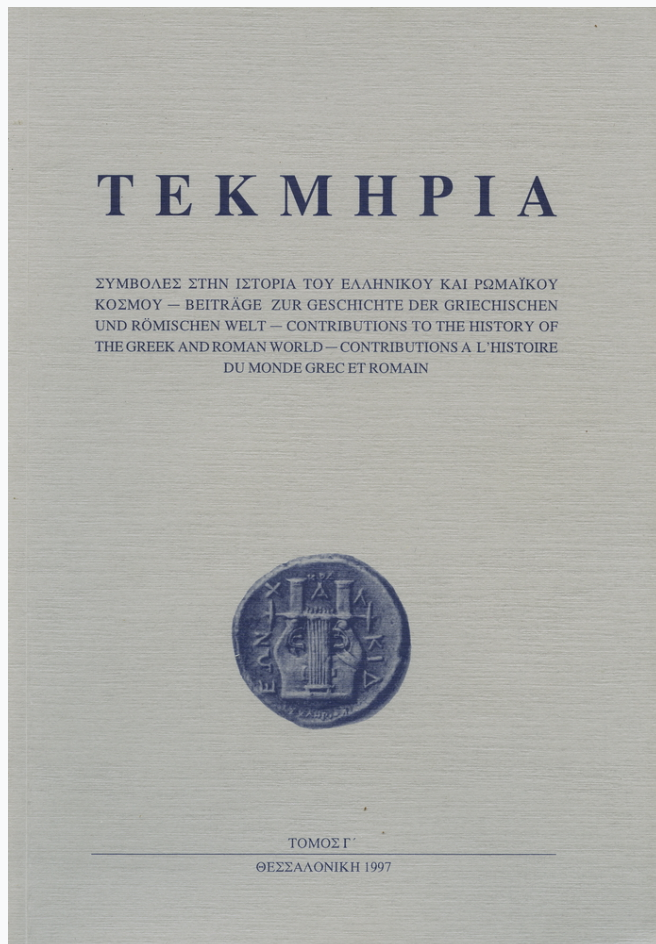 ΤΕΚΜΗΡΙΑ
ΣΥΜΒΟΛΕΣ ΣΤΗΝ ΙΣΤΟΡΙΑ ΤΟΥ ΕΛΛΗΝΙΚΟΥ ΚΑΙ ΡΩΜΑΪΚΟΥ
ΚΟΣΜΟΥ — BEITRÄGE ZUR GESCHICHTE DER GRIECHISCHEN
UND RÖMISCHEN WELT — CONTRIBUTIONS TO THE HISTORY OF
THE GREEK AND ROMAN WORLD — CONTRIBUTIONS A L'HISTOIRE
DU MONDE GREC ET ROMAIN
ΤΟΜΟΣ Γ΄
ΘΕΣΣΑΛΟΝΙΚΗ 1997